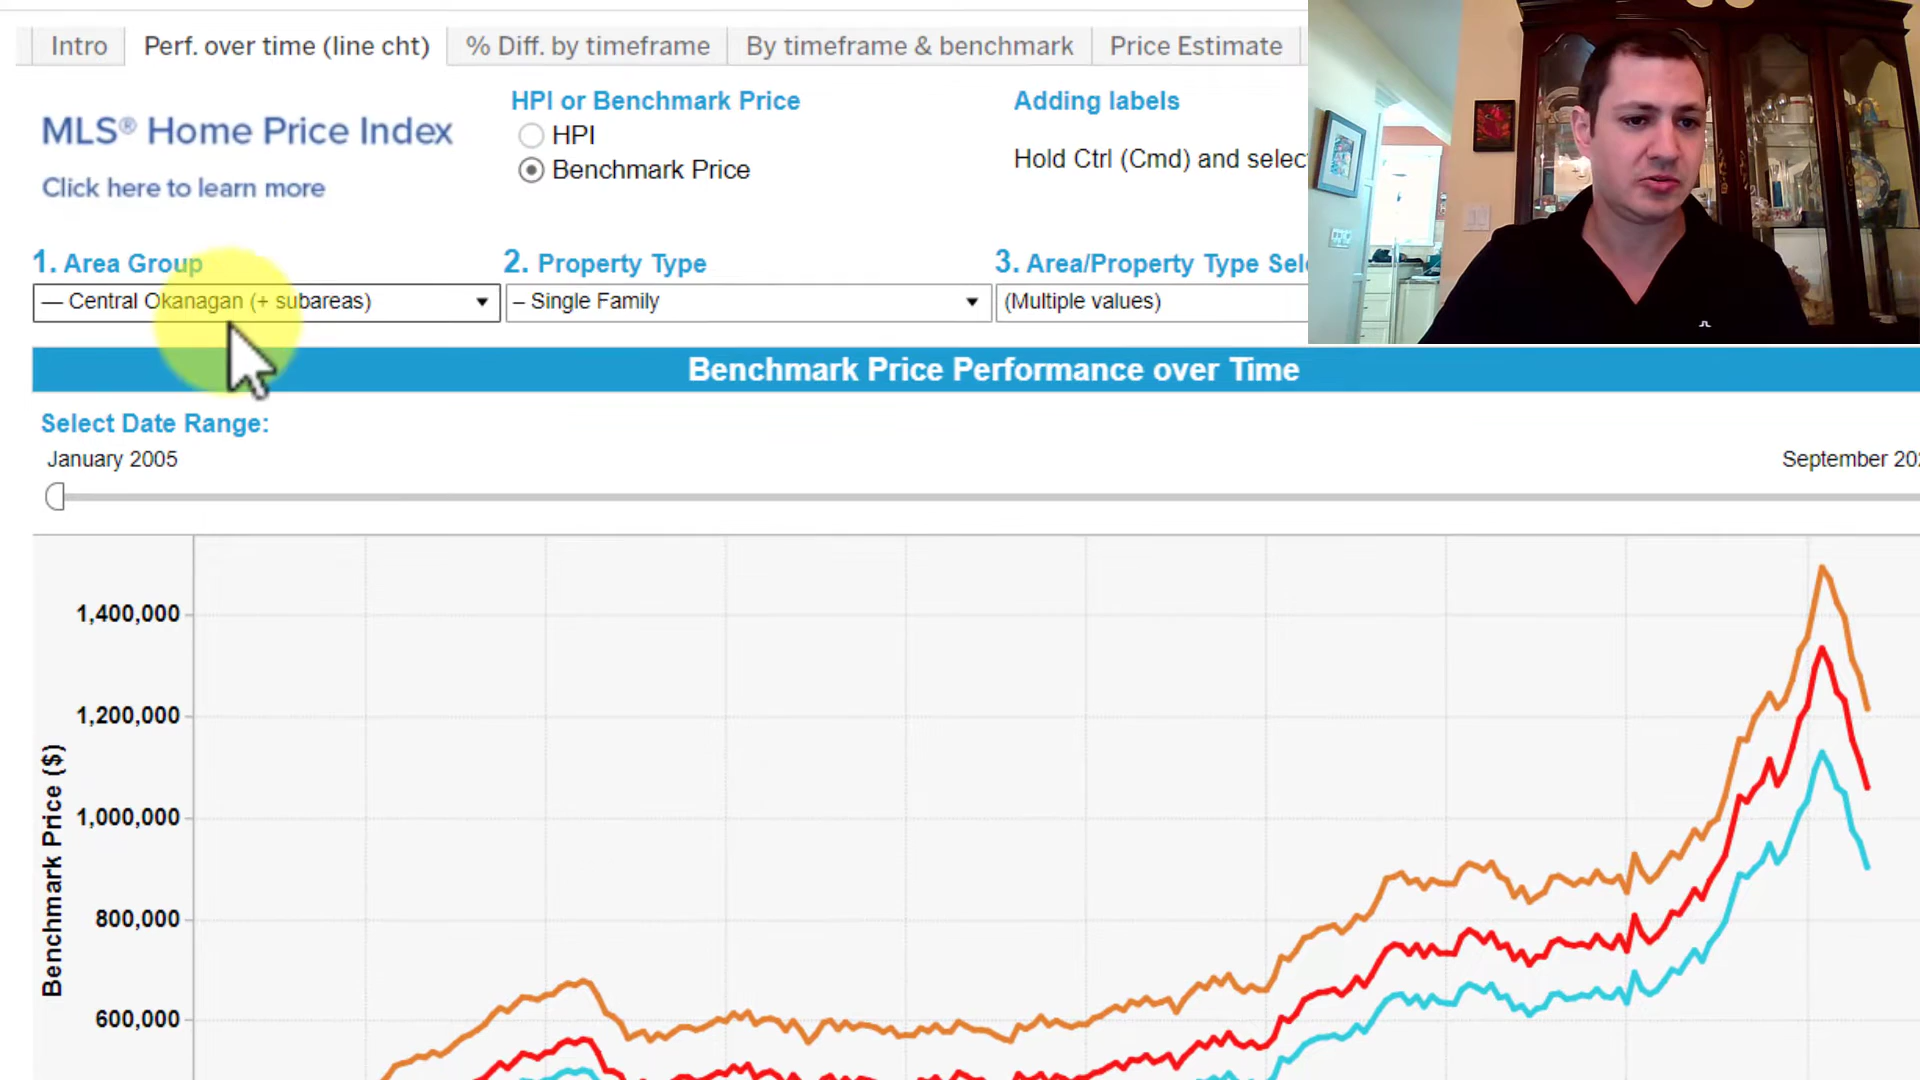 Intro
Perf. over time (line cht)
% Diff. by timeframe
By timeframe & benchmark
Price Estimate
MLS® Home Price Index
Click here to learn more
HPI or Benchmark Price
HPI
Benchmark Price
Adding labels
Hold Ctrl (Cmd) and selec
1. Area Group
— Central Okanagan (+ subareas)
2. Property Type
– Single Family
3. Area/Property Type Sel
(Multiple values)
Benchmark Price Performance over Time
Select Date Range:
January 2005
September 20
Benchmark Price ($)
1,400,000
1,200,000
1,000,000
800,000
600,000